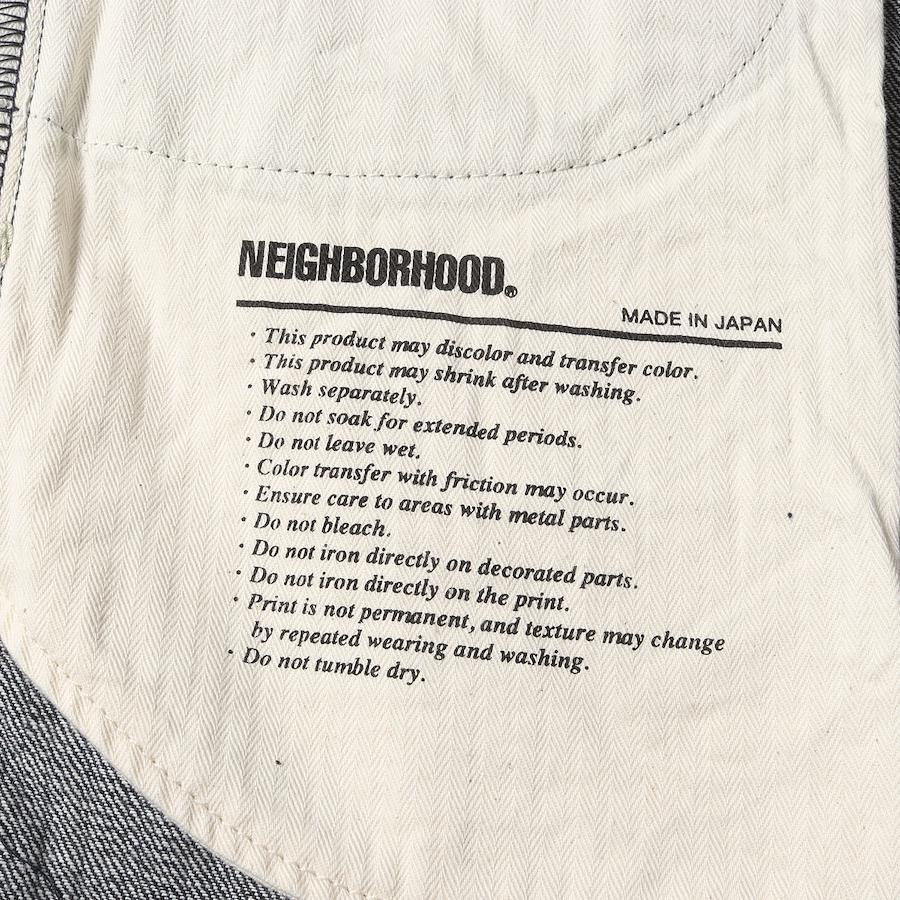 NEIGHBORHOOD®
MADE IN JAPAN
· This product may discolor and transfer color.
· This product may shrink after washing.
· Wash separately.
· Do not soak for extended periods.
· Do not leave wet.
· Color transfer with friction may occur.
· Ensure care to areas with metal parts.
· Do not bleach.
· Do not iron directly on decorated parts.
· Do not iron directly on the print.
· Print is not permanent, and texture may change
by repeated wearing and washing.
· Do not tumble dry.